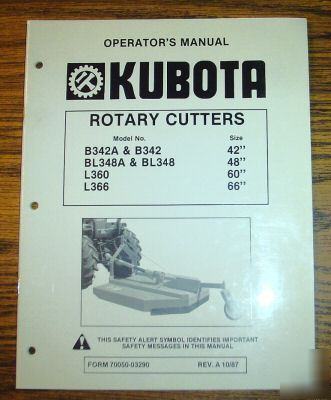 OPERATOR'S MANUAL
KUBOTA
ROTARY CUTTERS
Model No. Size
B342A & B342 42"
BL348A & BL348 48"
L360 60"
L366 66"
THIS SAFETY ALERT SYMBOL IDENTIFIES IMPORTANT
SAFETY MESSAGES IN THIS MANUAL
FORM 70050-03290 REV. A 10/87